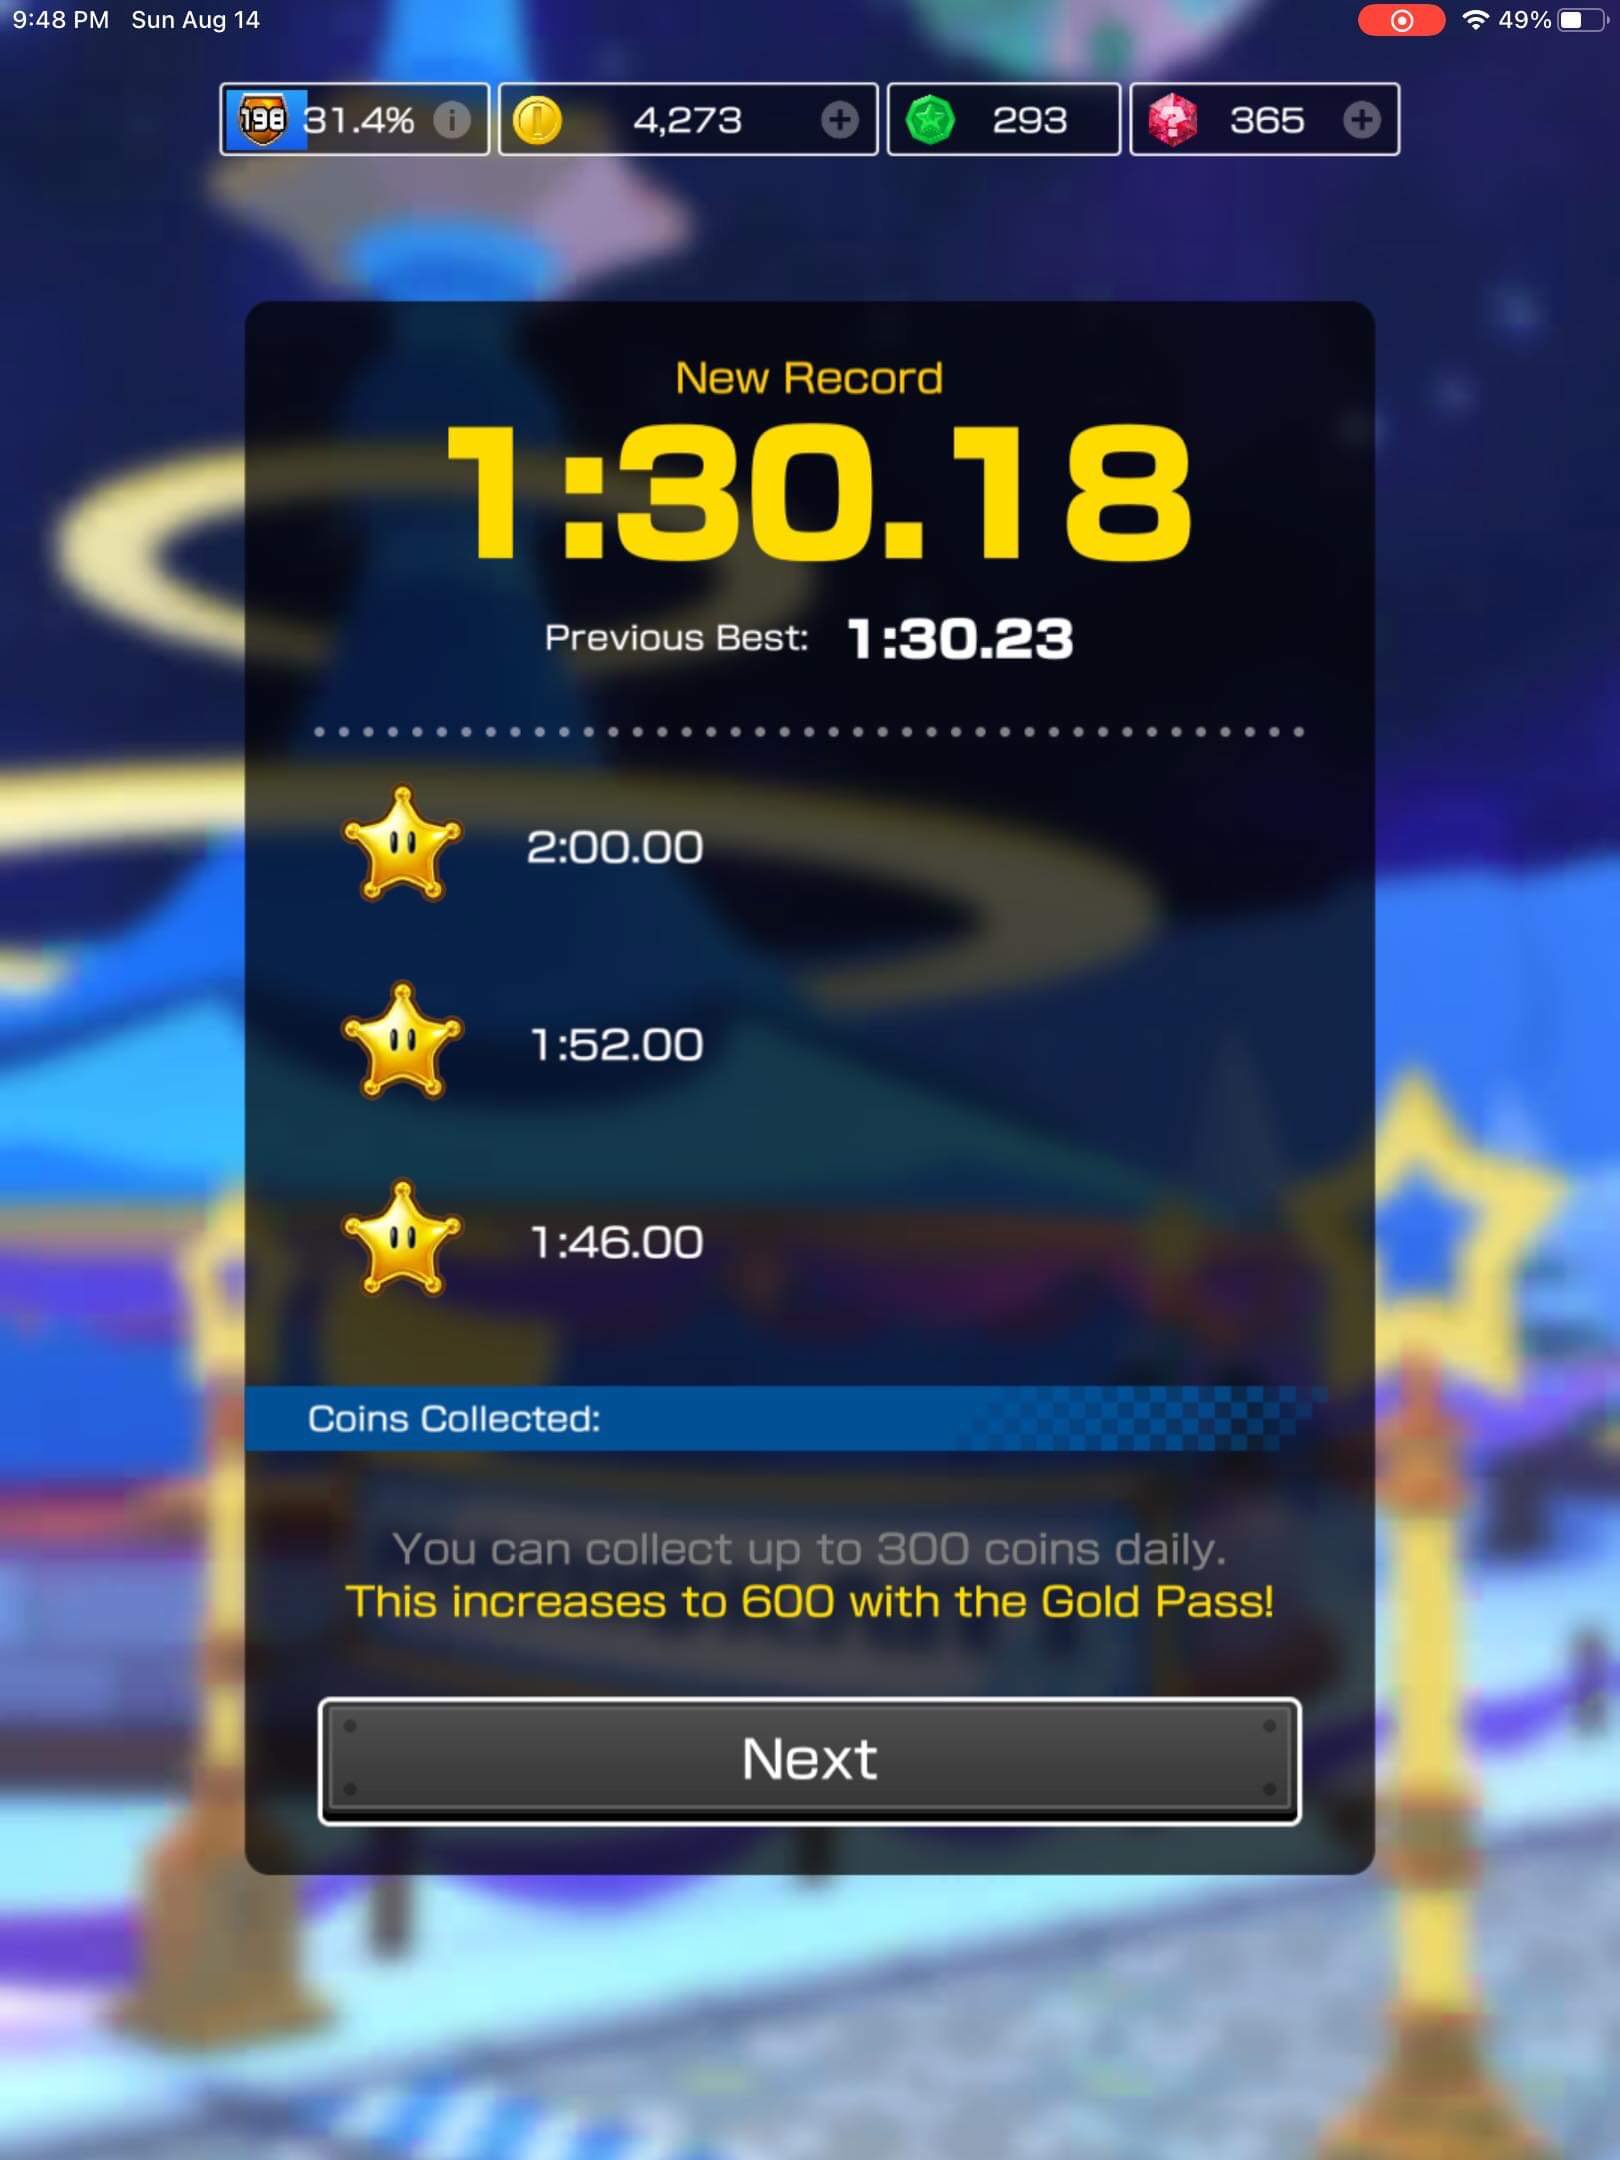 9:48 PM Sun Aug 14 49%
198 31.4% i 4,273 + 293 ? 365 +
New Record
1:30.18
Previous Best: 1:30.23
2:00.00
1:52.00
1:46.00
Coins Collected:
You can collect up to 300 coins daily.
This increases to 600 with the Gold Pass!
Next